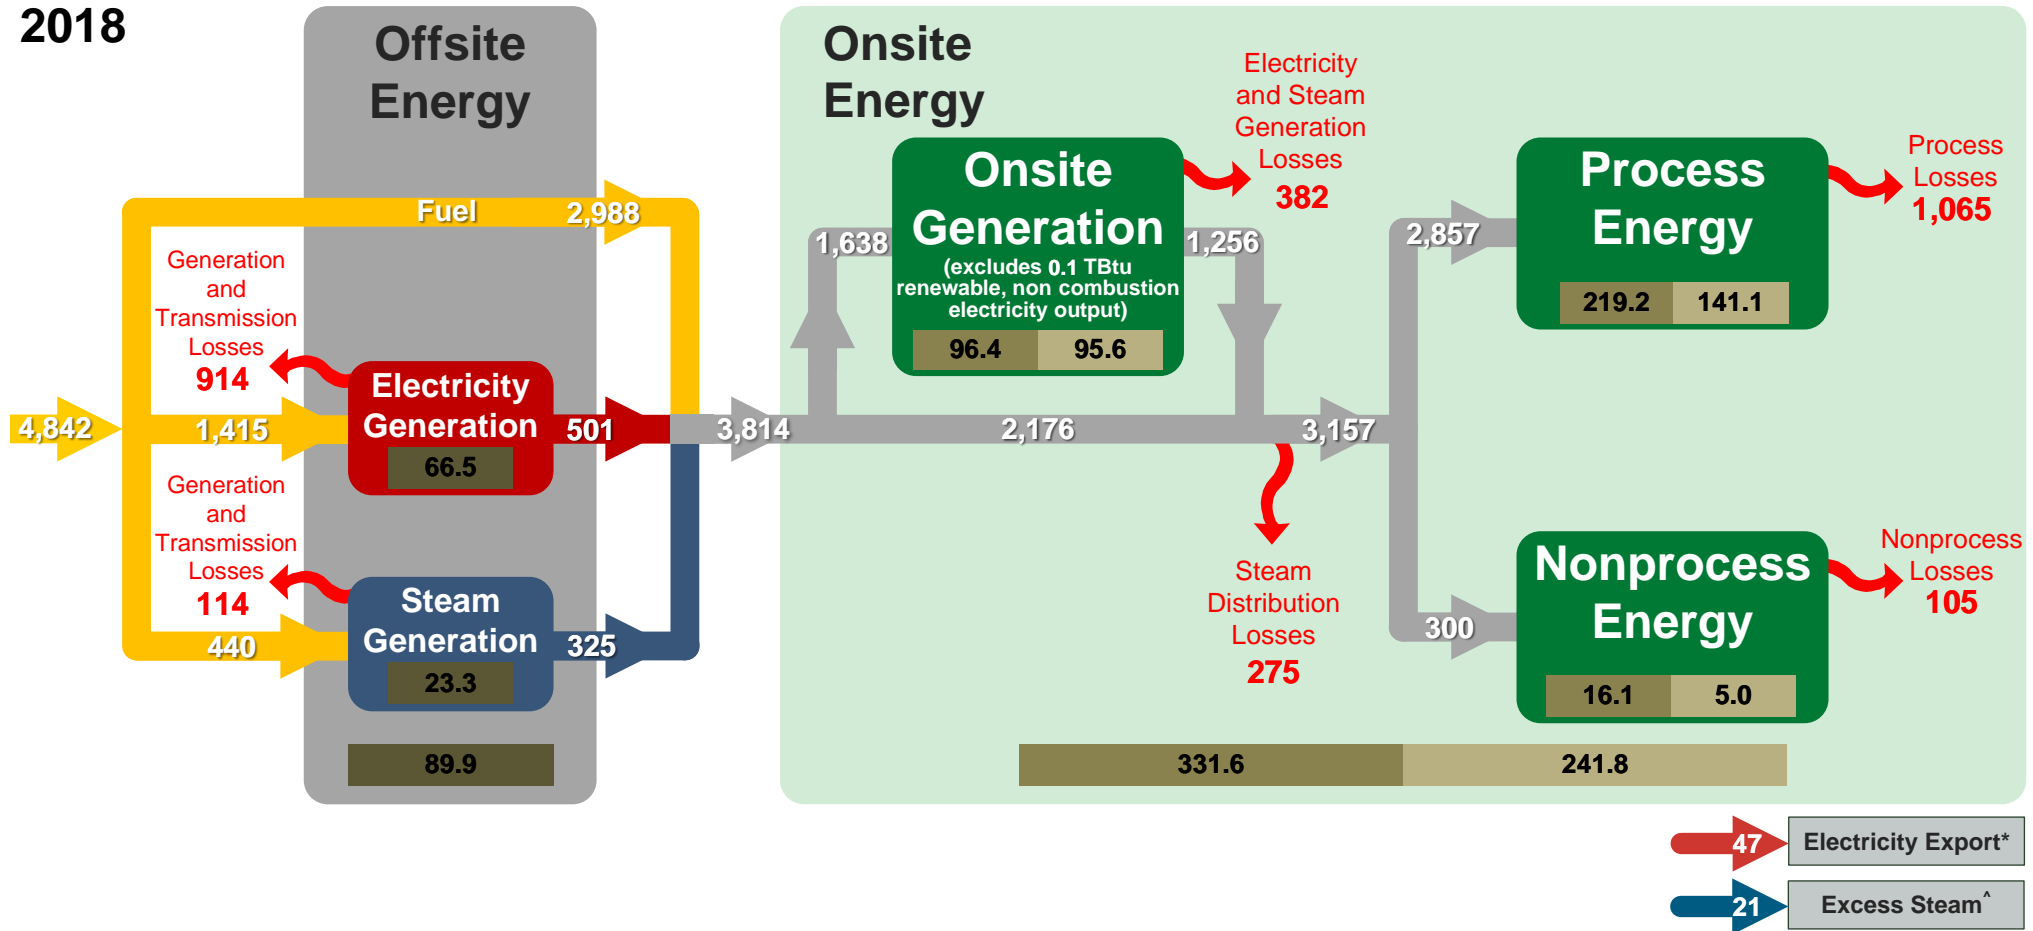 2018
Offsite
Energy
Onsite
Energy
Fuel
2,988
Generation
and
Transmission
Losses
914
4,842
1,415
Electricity
Generation
66.5
501
Generation
and
Transmission
Losses
114
440
Steam
Generation
23.3
325
89.9
3,814
1,638
Onsite
Generation
(excludes 0.1 TBtu
renewable, non combustion
electricity output)
96.4
95.6
1,256
Electricity
and Steam
Generation
Losses
382
2,176
3,157
Steam
Distribution
Losses
275
2,857
Process
Energy
219.2
141.1
Process
Losses
1,065
300
Nonprocess
Energy
16.1
5.0
Nonprocess
Losses
105
331.6
241.8
47
Electricity Export*
21
Excess Steam^